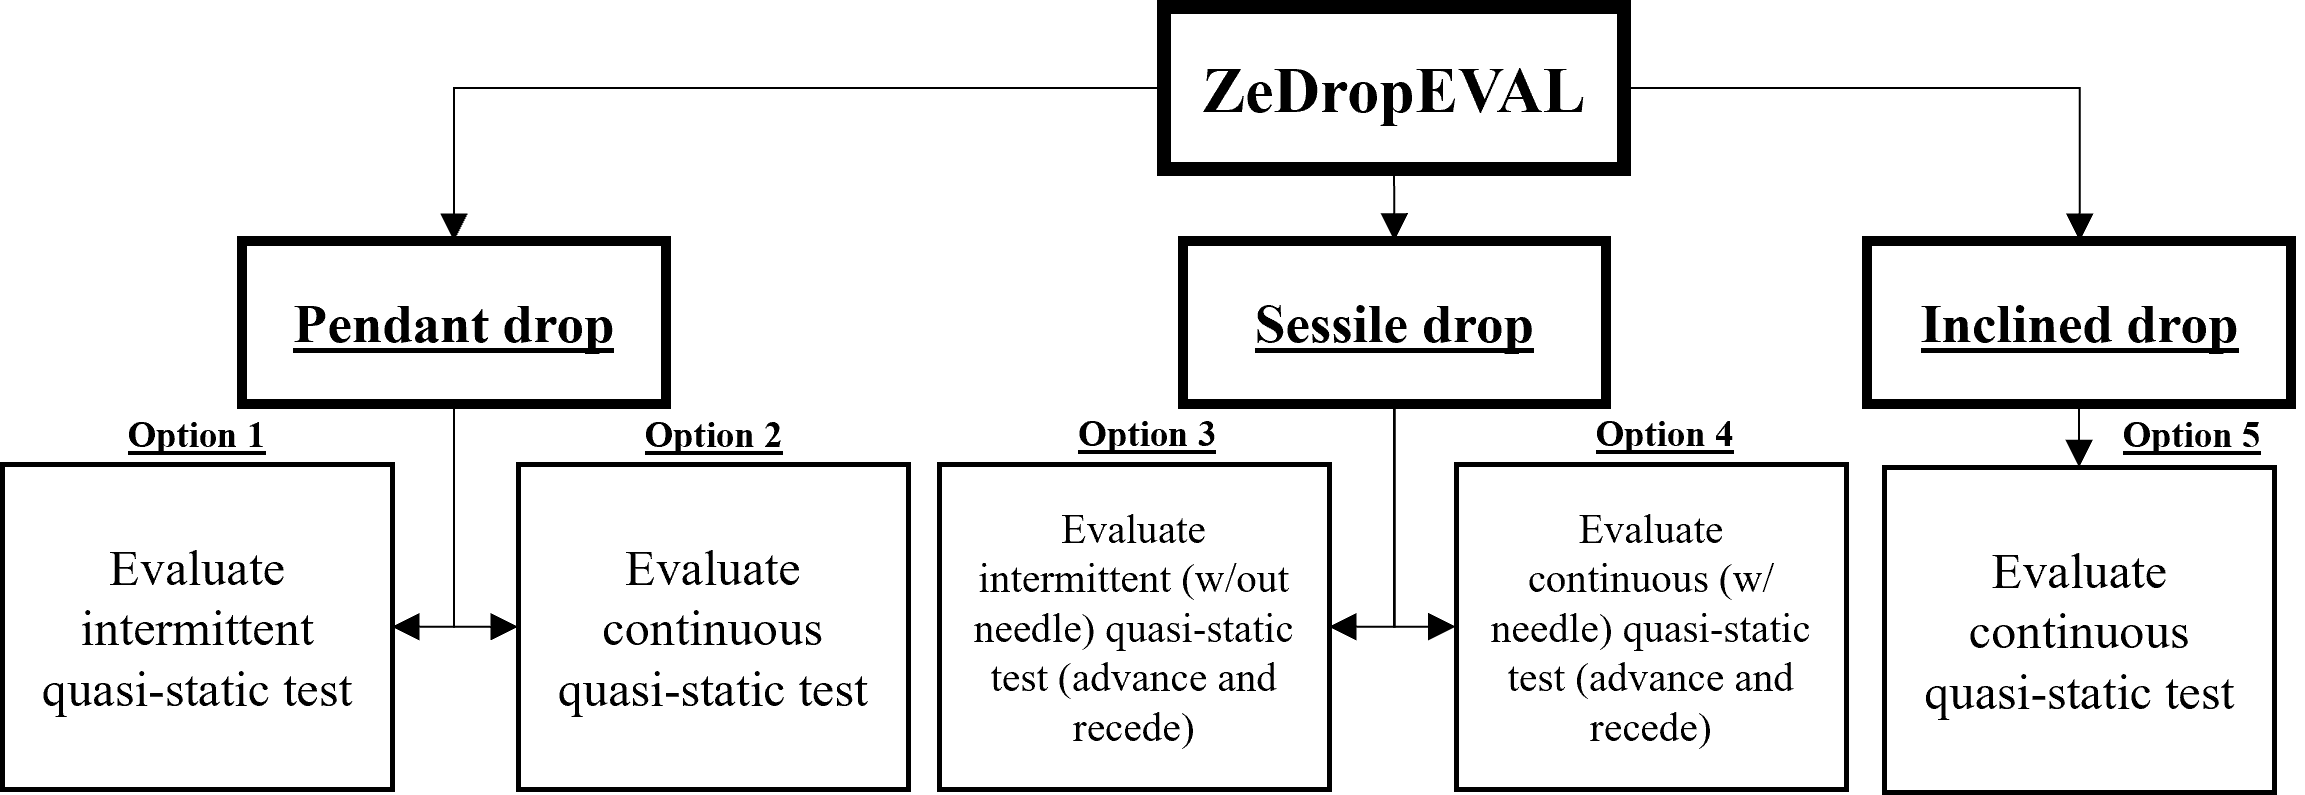 ZeDropEVAL
Pendant drop
Sessile drop
Inclined drop
Option 1
Evaluate
intermittent
quasi-static test
Option 2
Evaluate
continuous
quasi-static test
Option 3
Evaluate
intermittent (w/out
needle) quasi-static
test (advance and
recede)
Option 4
Evaluate
continuous (w/
needle) quasi-static
test (advance and
recede)
Option 5
Evaluate
continuous
quasi-static test